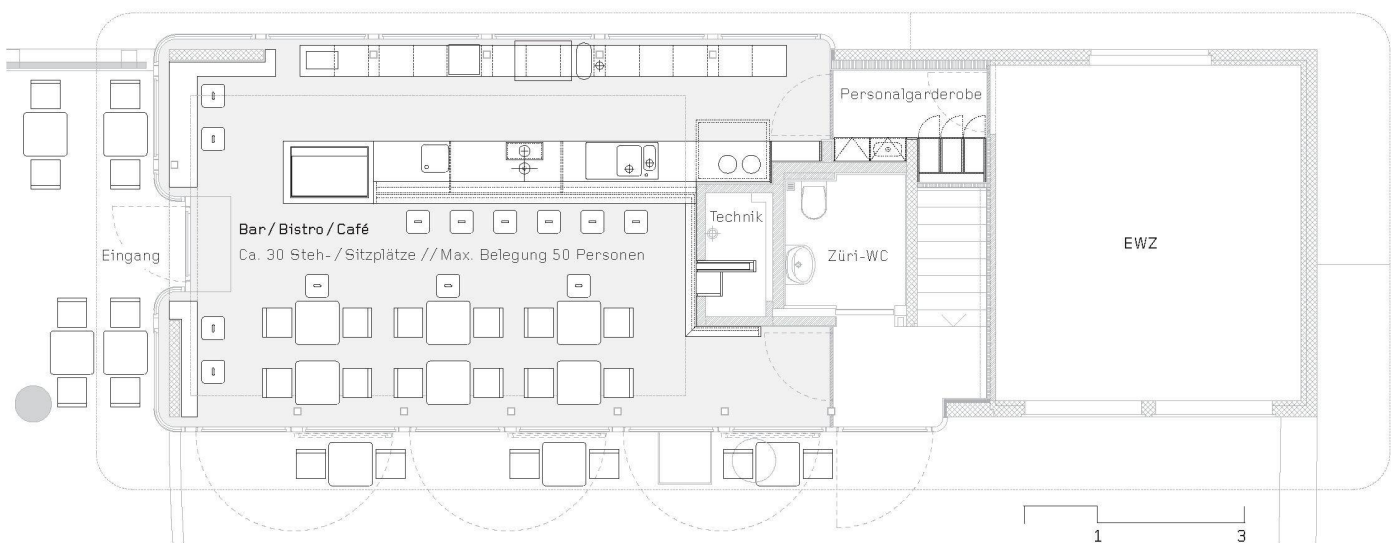 Personalgarderobe
Bar/Bistro/Café
Ca. 30 Steh-/Sitzplätze // Max. Belegung 50 Personen
Eingang
Technik
Züri-WC
EWZ
1 3